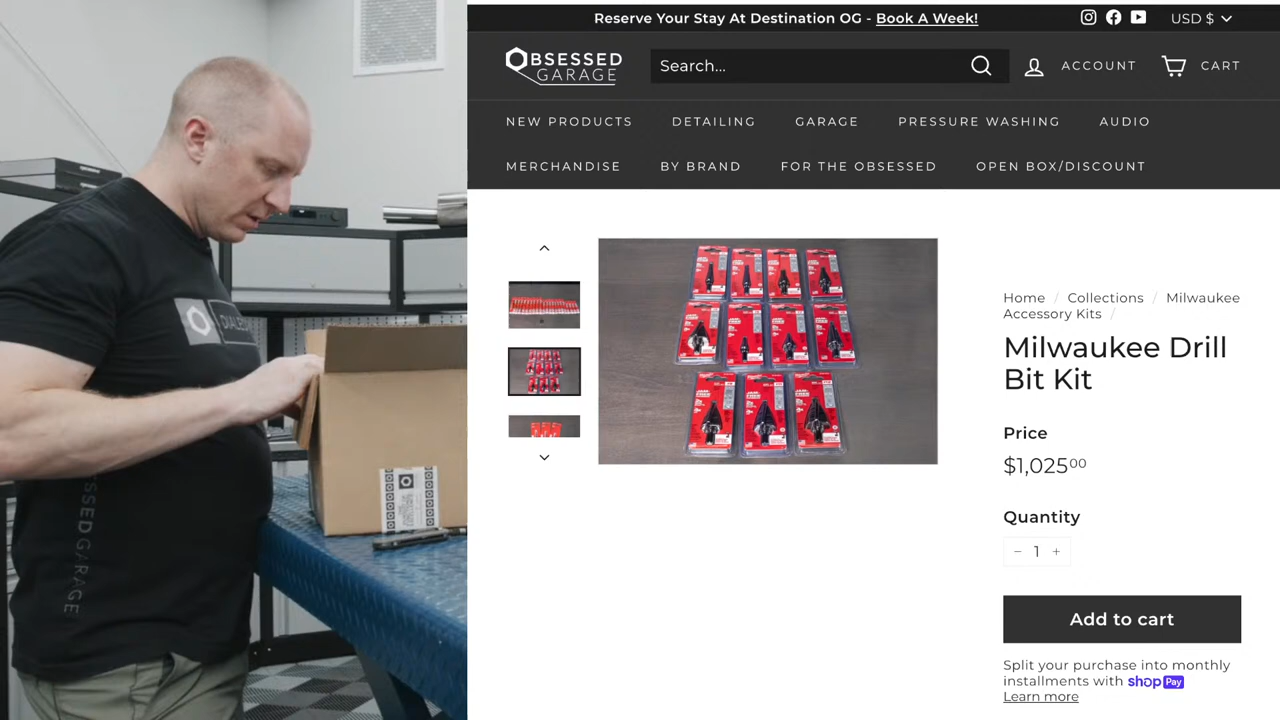 Reserve Your Stay At Destination OG - Book A Week!
USD $
OBSESSED
GARAGE
Search...
ACCOUNT
CART
NEW PRODUCTS
DETAILING
GARAGE
PRESSURE WASHING
AUDIO
MERCHANDISE
BY BRAND
FOR THE OBSESSED
OPEN BOX/DISCOUNT
Home / Collections / Milwaukee
Accessory Kits /
Milwaukee Drill
Bit Kit
Price
$1,025.00
Quantity
− 1 +
Add to cart
Split your purchase into monthly
installments with shop Pay
Learn more